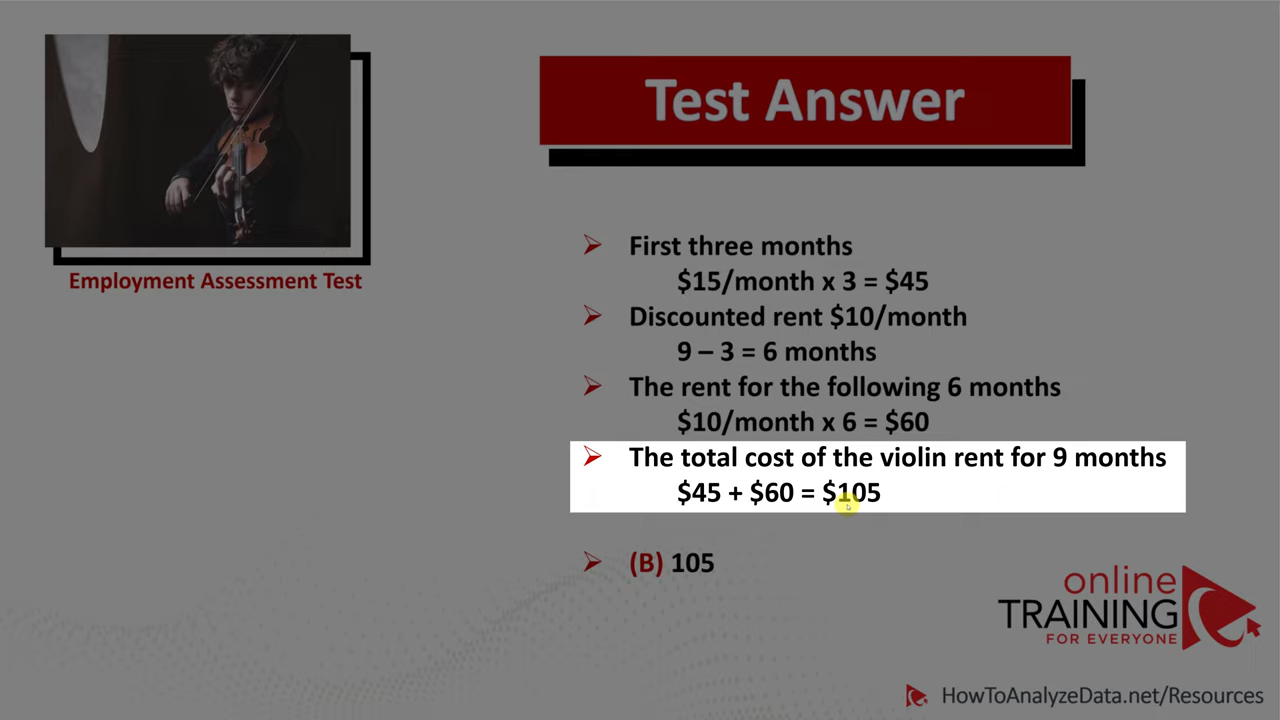 Test Answer
Employment Assessment Test
First three months
$15/month x 3 = $45
Discounted rent $10/month
9 – 3 = 6 months
The rent for the following 6 months
$10/month x 6 = $60
The total cost of the violin rent for 9 months
$45 + $60 = $105
(B) 105
online
TRAINING
FOR EVERYONE
HowToAnalyzeData.net/Resources